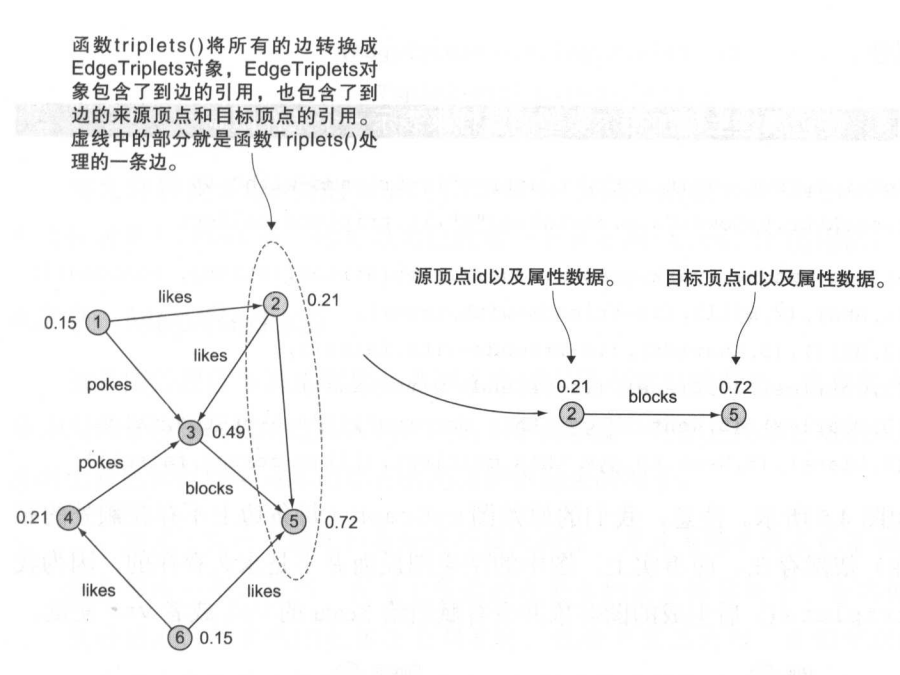 函数triplets()将所有的边转换成
EdgeTriplets对象，EdgeTriplets对
象包含了到边的引用，也包含了到
边的来源顶点和目标顶点的引用。
虚线中的部分就是函数Triplets()处
理的一条边。
源顶点id以及属性数据。 目标顶点id以及属性数据。
likes
2 0.21
0.15 1
likes
pokes
0.21 0.72
blocks
2 5
3 0.49
pokes
blocks
0.21 4
5 0.72
likes likes
6 0.15